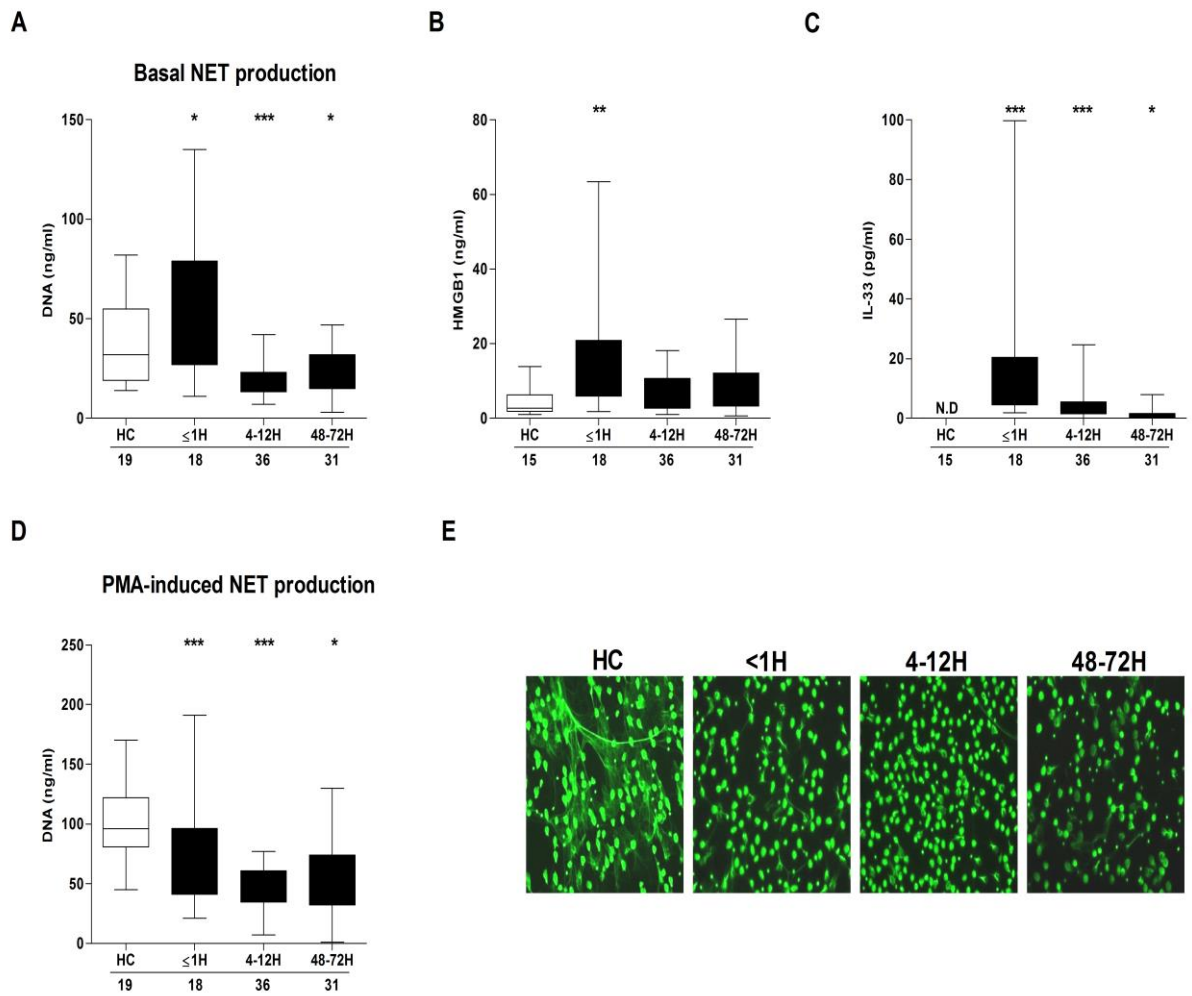 A
Basal NET production
* *** *
150
100
50
0
DNA (ng/ml)
HC ≤1H 4-12H 48-72H
19 18 36 31
B
**
80
60
40
20
0
HMGB1 (ng/ml)
HC ≤1H 4-12H 48-72H
15 18 36 31
C
*** *** *
100
80
60
40
20
0
IL-33 (pg/ml)
N.D
HC ≤1H 4-12H 48-72H
15 18 36 31
D
PMA-induced NET production
*** *** *
250
200
150
100
50
0
DNA (ng/ml)
HC ≤1H 4-12H 48-72H
19 18 36 31
E
HC <1H 4-12H 48-72H